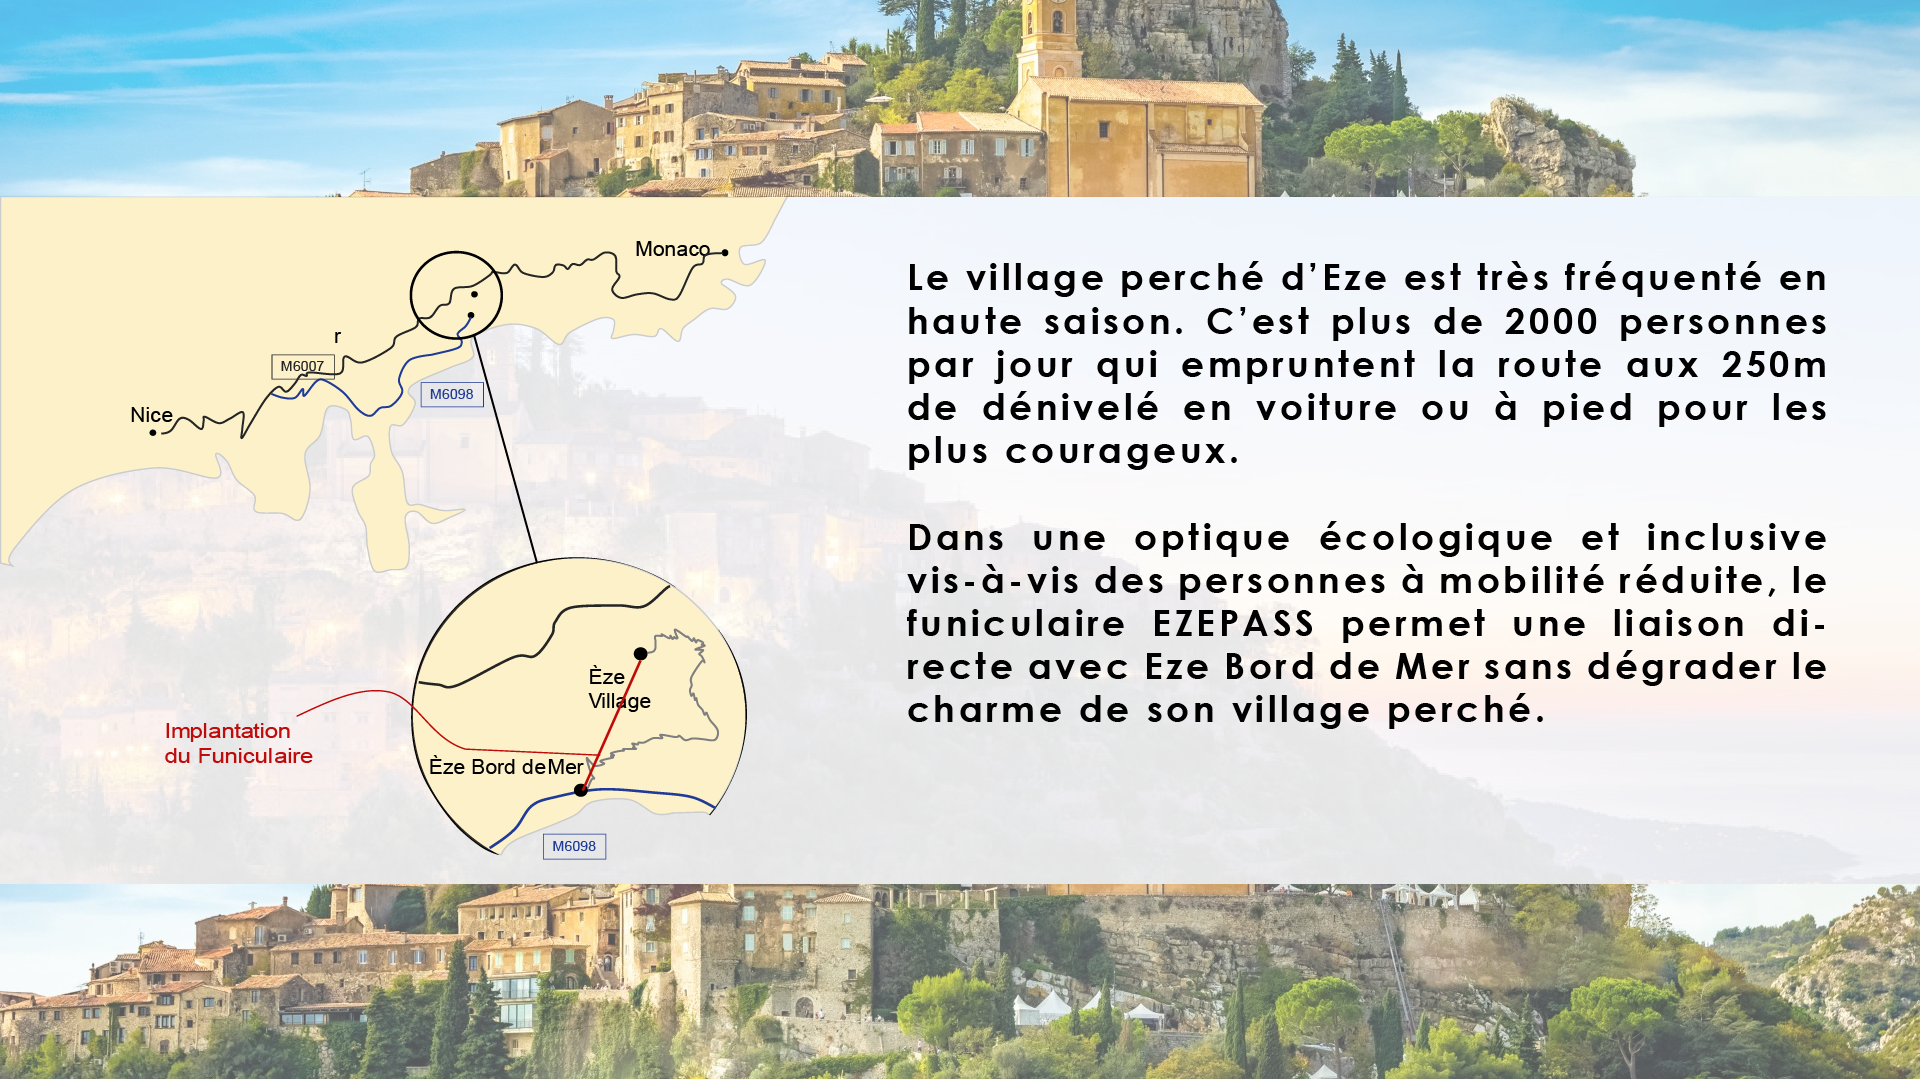 Monaco
r
M6007
M6098
Nice
Èze
Village
Implantation
du Funiculaire
Èze Bord deMer
M6098
Le village perché d’Eze est très fréquenté en
haute saison. C’est plus de 2000 personnes
par jour qui empruntent la route aux 250m
de dénivelé en voiture ou à pied pour les
plus courageux.
Dans une optique écologique et inclusive
vis-à-vis des personnes à mobilité réduite, le
funiculaire EZEPASS permet une liaison di-
recte avec Eze Bord de Mer sans dégrader le
charme de son village perché.